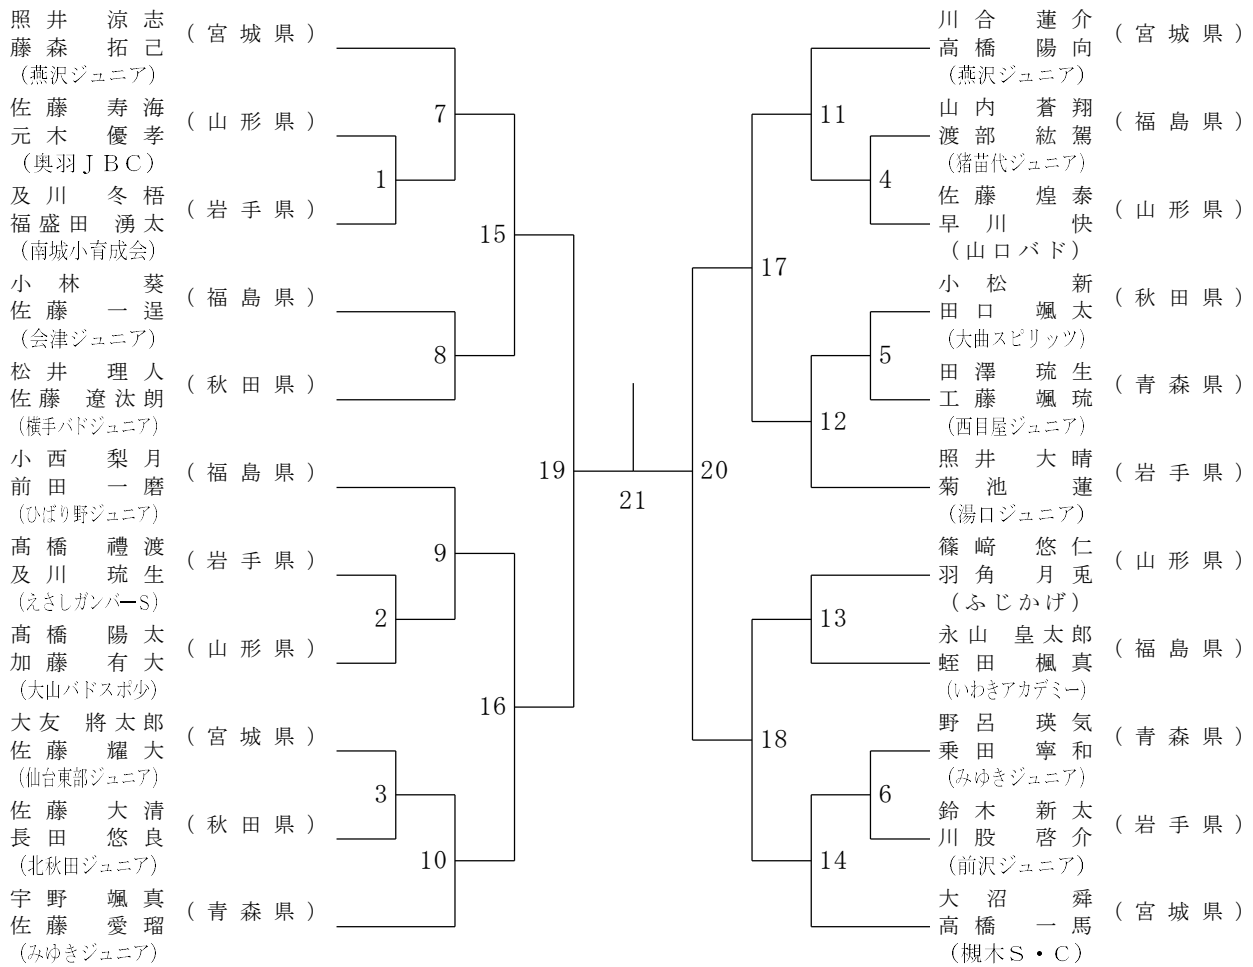 照井 涼志
(宮城県)
藤森 拓己
(燕沢ジュニア)
佐藤 寿海
(山形県)
元木 優孝
(奥羽JBC)
及川 冬梧
(岩手県)
福盛田 湧太
(南城小育成会)
小林 葵
(福島県)
佐藤 一逞
(会津ジュニア)
松井 理人
(秋田県)
佐藤 遼汰朗
(横手バドジュニア)
小西 梨月
(福島県)
前田 一磨
(ひばり野ジュニア)
髙橋 禮渡
(岩手県)
及川 琉生
(えさしガンバーS)
髙橋 陽太
(山形県)
加藤 有大
(大山バドスポ少)
大友 將太郎
(宮城県)
佐藤 耀大
(仙台東部ジュニア)
佐藤 大清
(秋田県)
長田 悠良
(北秋田ジュニア)
宇野 颯真
(青森県)
佐藤 愛瑠
(みゆきジュニア)
7
1
15
8
19
9
2
16
3
10
21
20
11
4
17
5
12
13
18
6
14
川合 蓮介
(宮城県)
高橋 陽向
(燕沢ジュニア)
山内 蒼翔
(福島県)
渡部 紘駕
(猪苗代ジュニア)
佐藤 煌泰
(山形県)
早川 快
(山口バド)
小松 新
(秋田県)
田口 颯太
(大曲スピリッツ)
田澤 琉生
(青森県)
工藤 颯琉
(西目屋ジュニア)
照井 大晴
(岩手県)
菊池 蓮
(湯口ジュニア)
篠﨑 悠仁
(山形県)
羽角 月兎
(ふじかげ)
永山 皇太郎
(福島県)
蛭田 楓真
(いわきアカデミー)
野呂 瑛気
(青森県)
乗田 寧和
(みゆきジュニア)
鈴木 新太
(岩手県)
川股 啓介
(前沢ジュニア)
大沼 舜
(宮城県)
高橋 一馬
(槻木S・C)